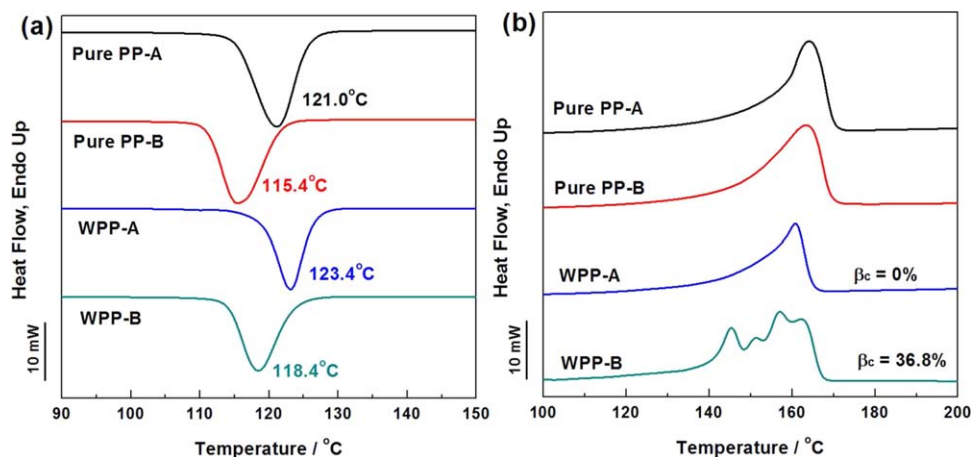 (a)
Pure PP-A
121.0°C
Pure PP-B
115.4°C
WPP-A
123.4°C
WPP-B
118.4°C
Heat Flow, Endo Up
10 mW
90 100 110 120 130 140 150
Temperature / °C
(b)
Pure PP-A
Pure PP-B
WPP-A
βc = 0%
WPP-B
βc = 36.8%
Heat Flow, Endo Up
10 mW
100 120 140 160 180 200
Temperature / °C